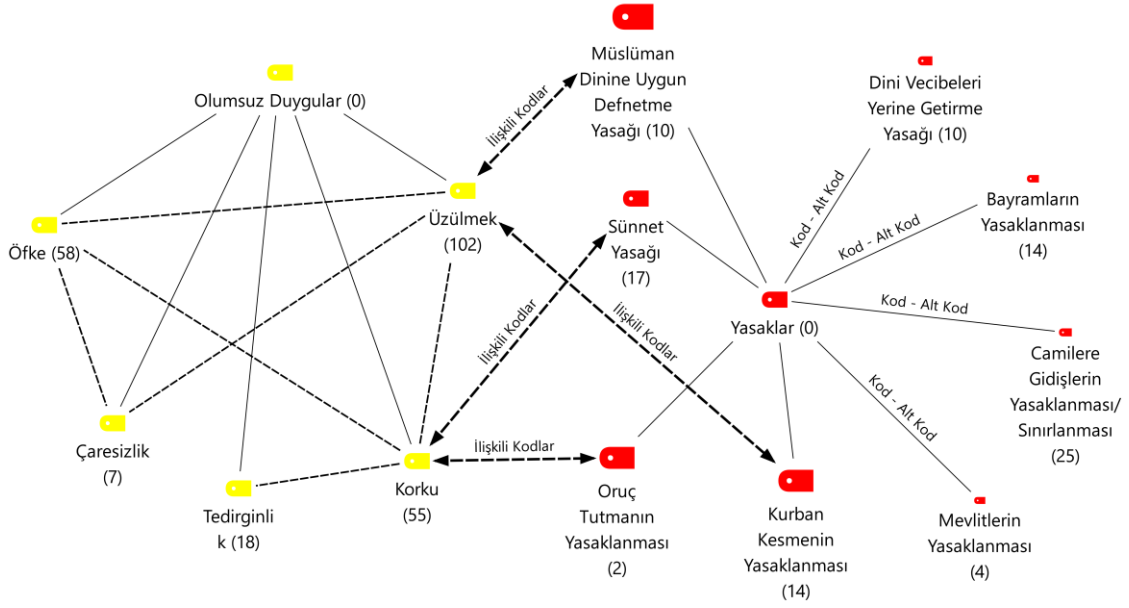 Müslüman
Dinine Uygun
Defnetme
Yasağı (10)
Dini Vecibeleri
Yerine Getirme
Yasağı (10)
Olumsuz Duygular (0)
İlişkili Kodlar
Üzülmek
(102)
Sünnet
Yasağı
(17)
Bayramların
Yasaklanması
(14)
Kod - Alt Kod
Kod - Alt Kod
Öfke (58)
Kod - Alt Kod
Yasaklar (0)
İlişkili Kodlar
İlişkili Kodlar
Camilere
Gidişlerin
Yasaklanması/
Sınırlanması
(25)
Kod - Alt Kod
Çaresizlik
(7)
İlişkili Kodlar
Tedirginli
k (18)
Korku
(55)
Oruç
Tutmanın
Yasaklanması
(2)
Kurban
Kesmenin
Yasaklanması
(14)
Mevlitlerin
Yasaklanması
(4)